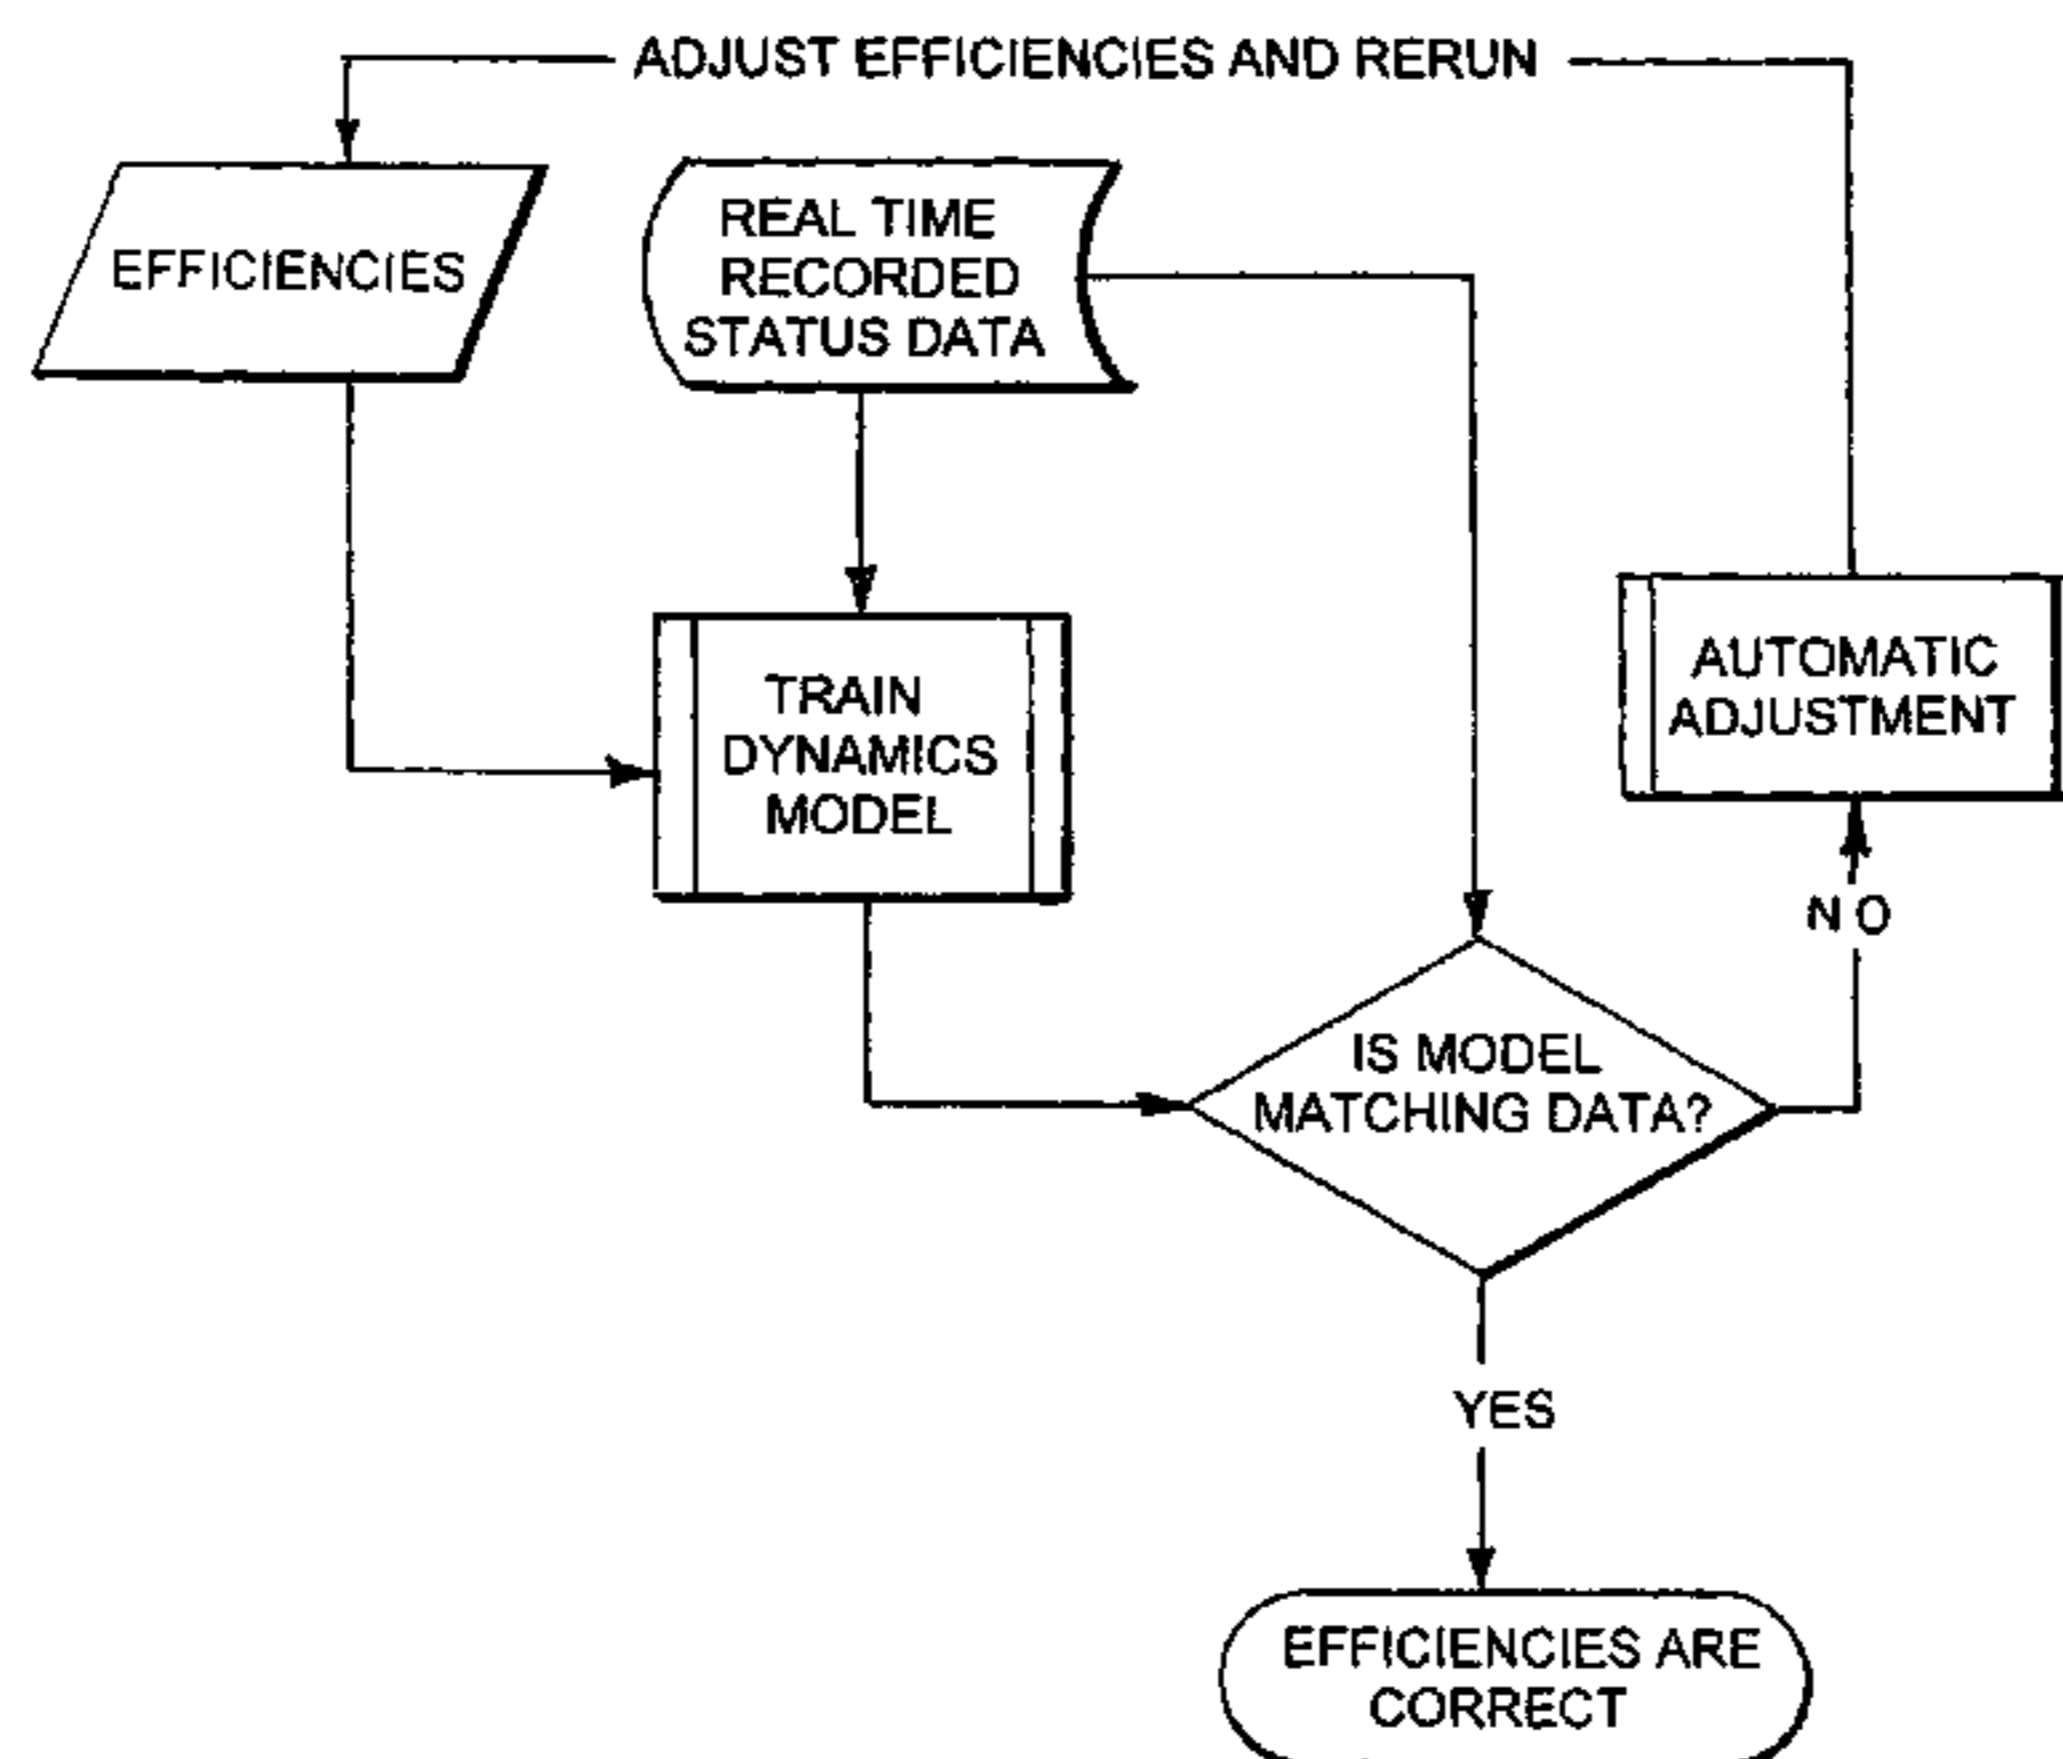 ADJUST EFFICIENCIES AND RERUN
EFFICIENCIES
REAL TIME
RECORDED
STATUS DATA
TRAIN
DYNAMICS
MODEL
AUTOMATIC
ADJUSTMENT
NO
IS MODEL
MATCHING DATA?
YES
EFFICIENCIES ARE
CORRECT